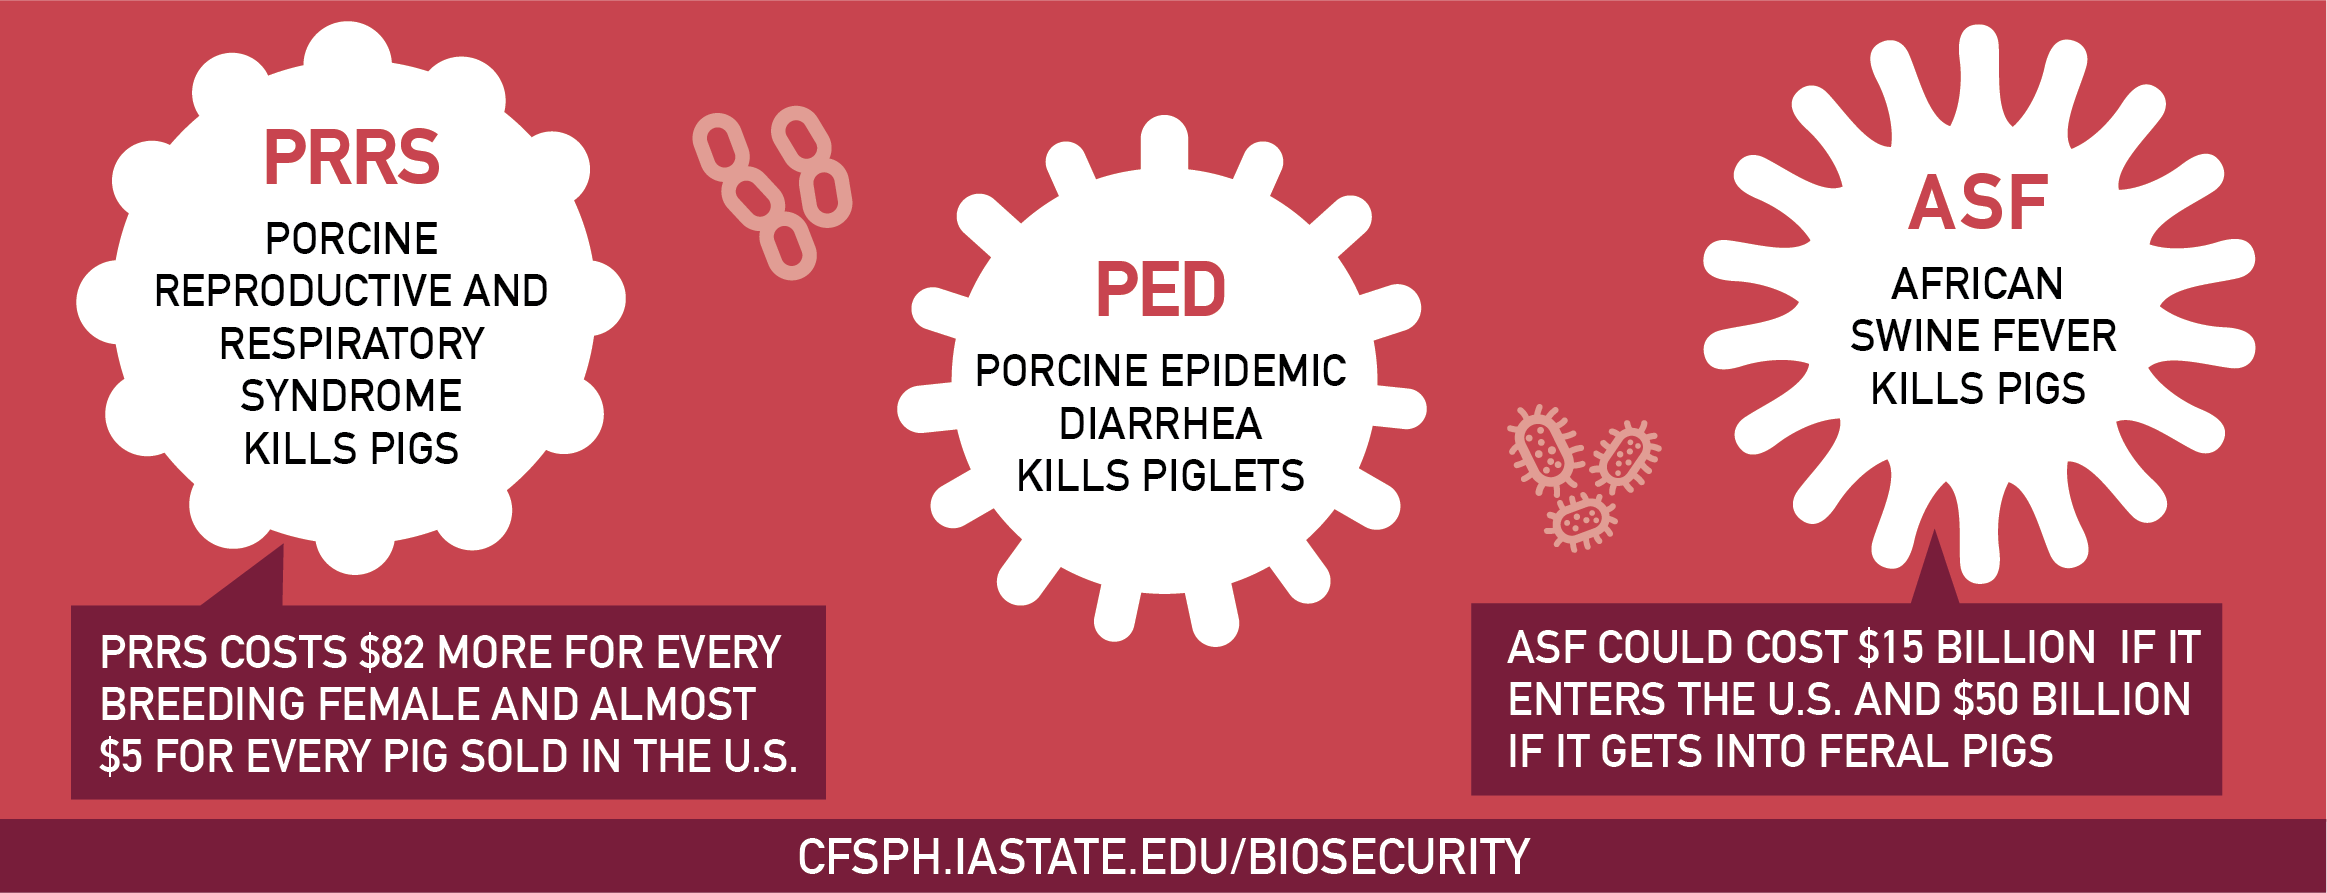 PRRS
PORCINE
REPRODUCTIVE AND
RESPIRATORY
SYNDROME
KILLS PIGS
PRRS COSTS $82 MORE FOR EVERY
BREEDING FEMALE AND ALMOST
$5 FOR EVERY PIG SOLD IN THE U.S.
PED
PORCINE EPIDEMIC
DIARRHEA
KILLS PIGLETS
ASF
AFRICAN
SWINE FEVER
KILLS PIGS
ASF COULD COST $15 BILLION IF IT
ENTERS THE U.S. AND $50 BILLION
IF IT GETS INTO FERAL PIGS
CFSPH.IASTATE.EDU/BIOSECURITY